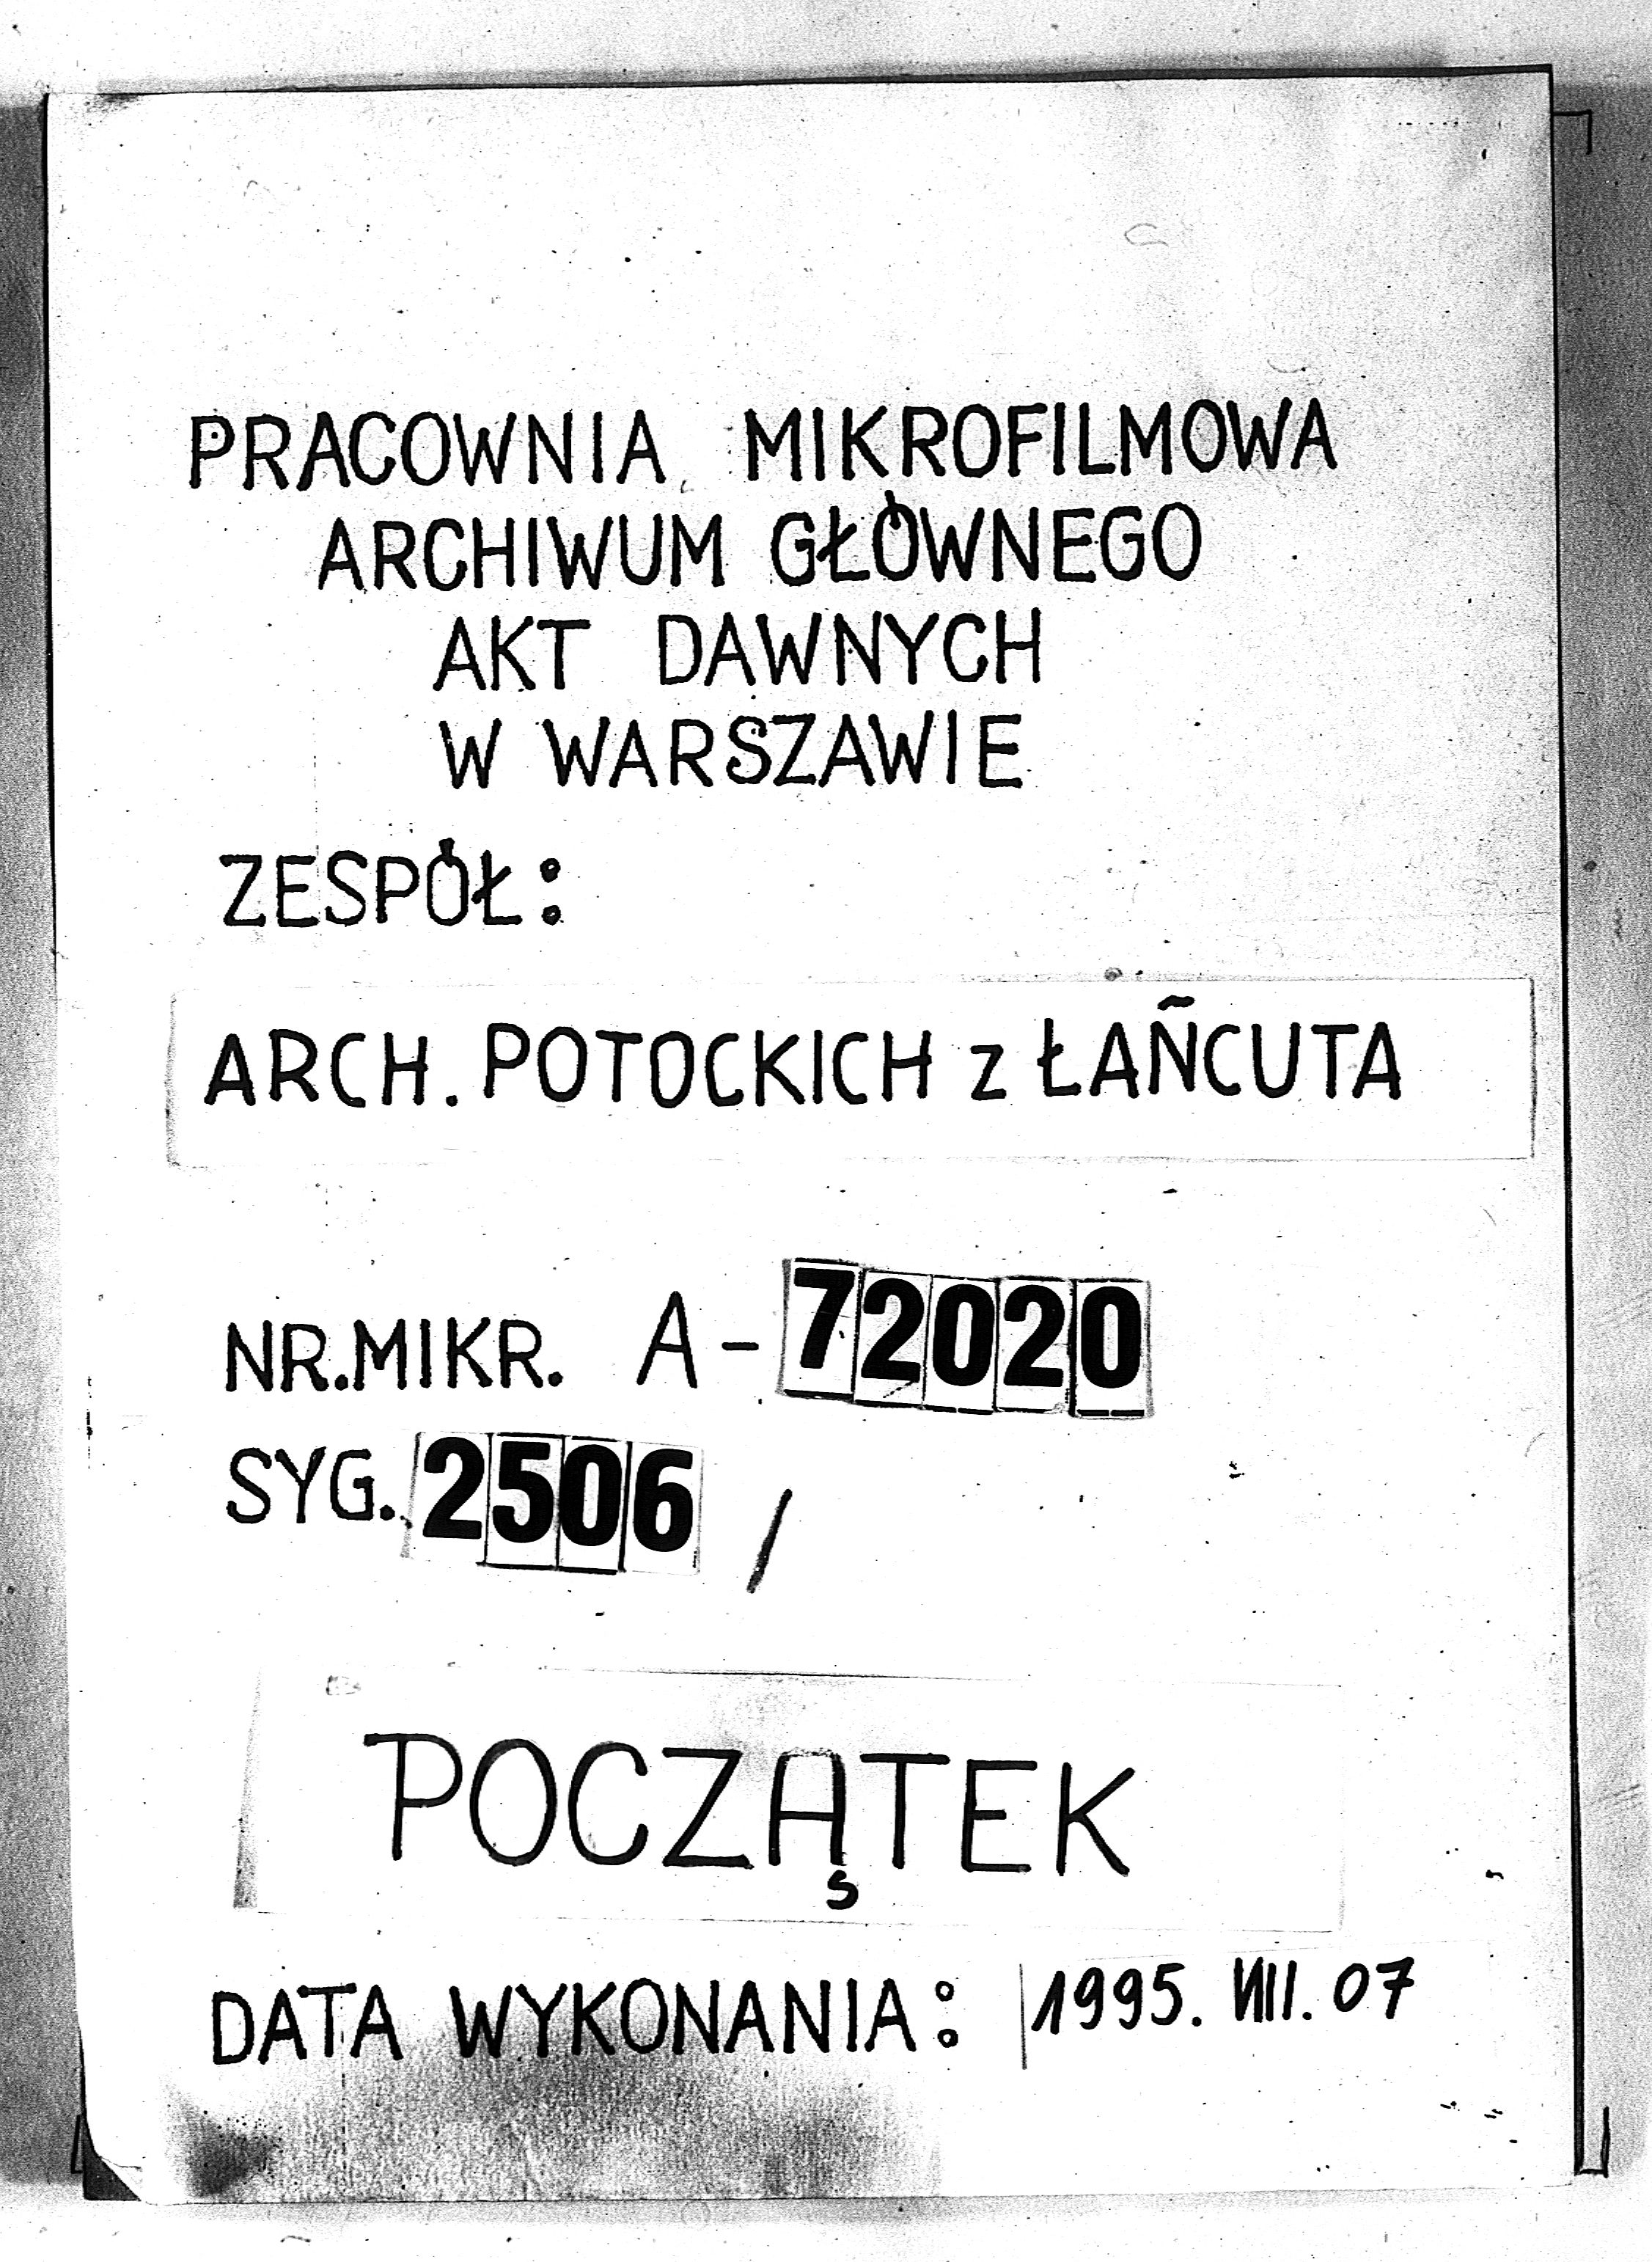 PRACOWNIA MIKROFILMOWA
ARCHIWUM GŁÓWNEGO
AKT DAWNYCH
W WARSZAWIE
ZESPÓŁ:
ARCH. POTOCKICH z ŁAŃCUTA
NR.MIKR. A-72020
SYG. 2506 /
POCZĄTEK
DATA WYKONANIA: 1995. VIII. 07